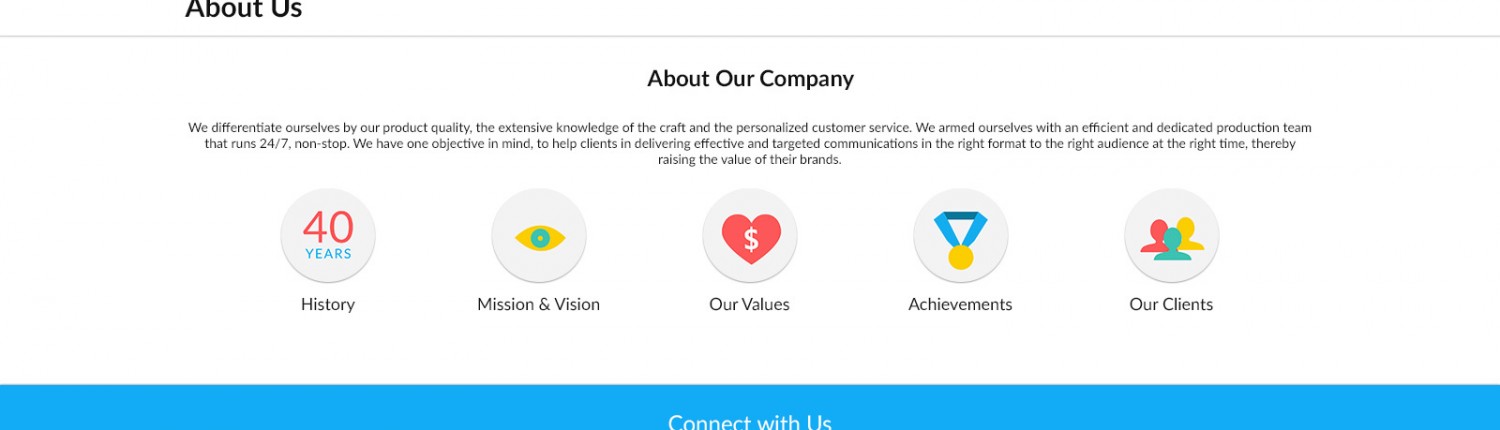 About Us
About Our Company
We differentiate ourselves by our product quality, the extensive knowledge of the craft and the personalized customer service. We armed ourselves with an efficient and dedicated production team
that runs 24/7, non-stop. We have one objective in mind, to help clients in delivering effective and targeted communications in the right format to the right audience at the right time, thereby
raising the value of their brands.
40
YEARS
$
History
Mission & Vision
Our Values
Achievements
Our Clients
Connect with Us